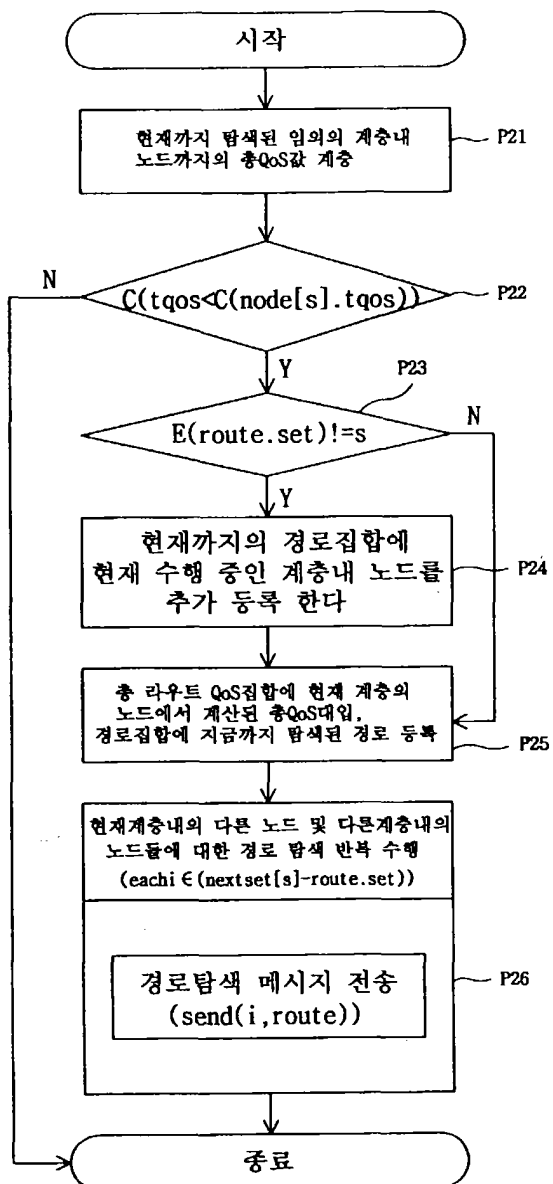 시작
현재까지 탐색된 임의의 계층내
노드까지의 총QoS값 계층
P21
N
C(tqos<C(node[s].tqos))
P22
Y
P23
E(route.set)!=s
N
Y
현재까지의 경로집합에
현재 수행 중인 계층내 노드를
추가 등록 한다
P24
총 라우트 QoS집합에 현재 계층의
노드에서 계산된 총QoS대입,
경로집합에 지금까지 탐색된 경로 등록
P25
현재계층내의 다른 노드 및 다른계층내의
노드들에 대한 경로 탐색 반복 수행
(eachi∈(nextset[s]-route.set))
경로탐색 메시지 전송
(send(i,route))
P26
종료